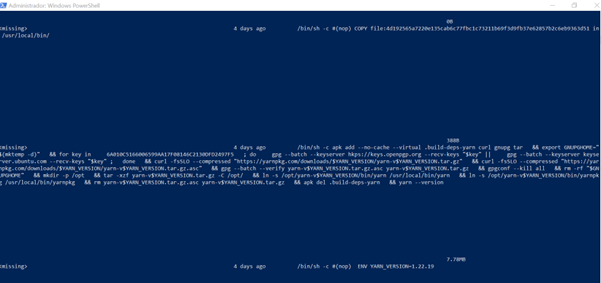 Administrador: Windows PowerShell
0B
<missing> 4 days ago /bin/sh -c #(nop) COPY file:4d192565a7220e135cab6c77fbc1c73211b69f3d9fb37e62857b2c6eb9363d51 in
/usr/local/bin/
388B
<missing> 4 days ago /bin/sh -c apk add --no-cache --virtual .build-deps-yarn curl gnupg tar && export GNUPGHOME="
$(mktemp -d)" && for key in 6A010C5166006599AA17F08146C2130DFD2497F5 ; do gpg --batch --keyserver hkps://keys.openpgp.org --recv-keys "$key" || gpg --batch --keyserver keyse
rver.ubuntu.com --recv-keys "$key" ; done && curl -fsSLO --compressed "https://yarnpkg.com/downloads/$YARN_VERSION/yarn-v$YARN_VERSION.tar.gz" && curl -fsSLO --compressed "https://yar
npkg.com/downloads/$YARN_VERSION/yarn-v$YARN_VERSION.tar.gz.asc" && gpg --batch --verify yarn-v$YARN_VERSION.tar.gz.asc yarn-v$YARN_VERSION.tar.gz && gpgconf --kill all && rm -rf "$GN
UPGHOME" && mkdir -p /opt && tar -xzf yarn-v$YARN_VERSION.tar.gz -C /opt/ && ln -s /opt/yarn-v$YARN_VERSION/bin/yarn /usr/local/bin/yarn && ln -s /opt/yarn-v$YARN_VERSION/bin/yarnpk
g /usr/local/bin/yarnpkg && rm yarn-v$YARN_VERSION.tar.gz.asc yarn-v$YARN_VERSION.tar.gz && apk del .build-deps-yarn && yarn --version
7.78MB
<missing> 4 days ago /bin/sh -c #(nop) ENV YARN_VERSION=1.22.19